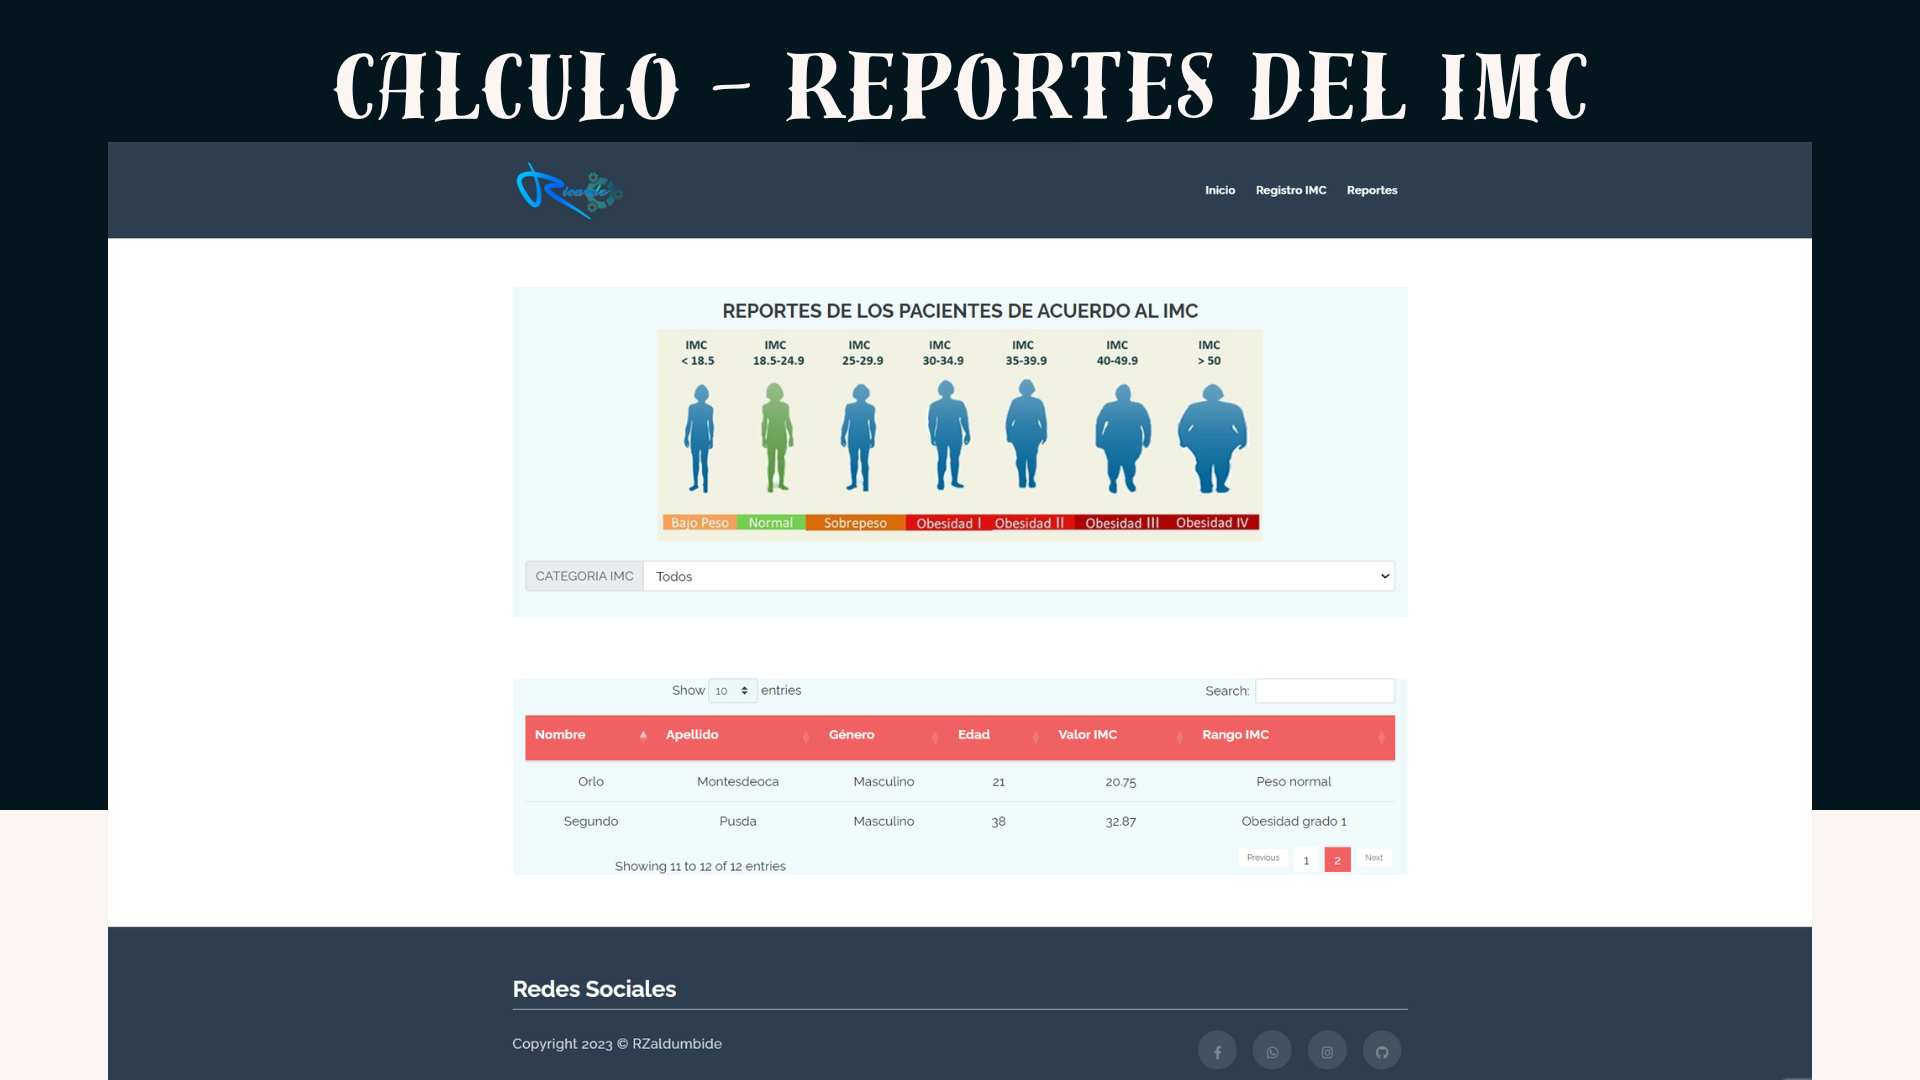 CALCULO - REPORTES DEL IMC
Ricardo
Inicio Registro IMC Reportes
REPORTES DE LOS PACIENTES DE ACUERDO AL IMC
IMC IMC IMC IMC IMC IMC IMC
< 18.5 18.5-24.9 25-29.9 30-34.9 35-39.9 40-49.9 > 50
Bajo Peso Normal Sobrepeso Obesidad I Obesidad II Obesidad III Obesidad IV
CATEGORIA IMC Todos
Show 10 entries Search:
Nombre Apellido Género Edad Valor IMC Rango IMC
Orlo Montesdeoca Masculino 21 20.75 Peso normal
Segundo Pusda Masculino 38 32.87 Obesidad grado 1
Showing 11 to 12 of 12 entries Previous 1 2 Next
Redes Sociales
Copyright 2023 © RZaldumbide